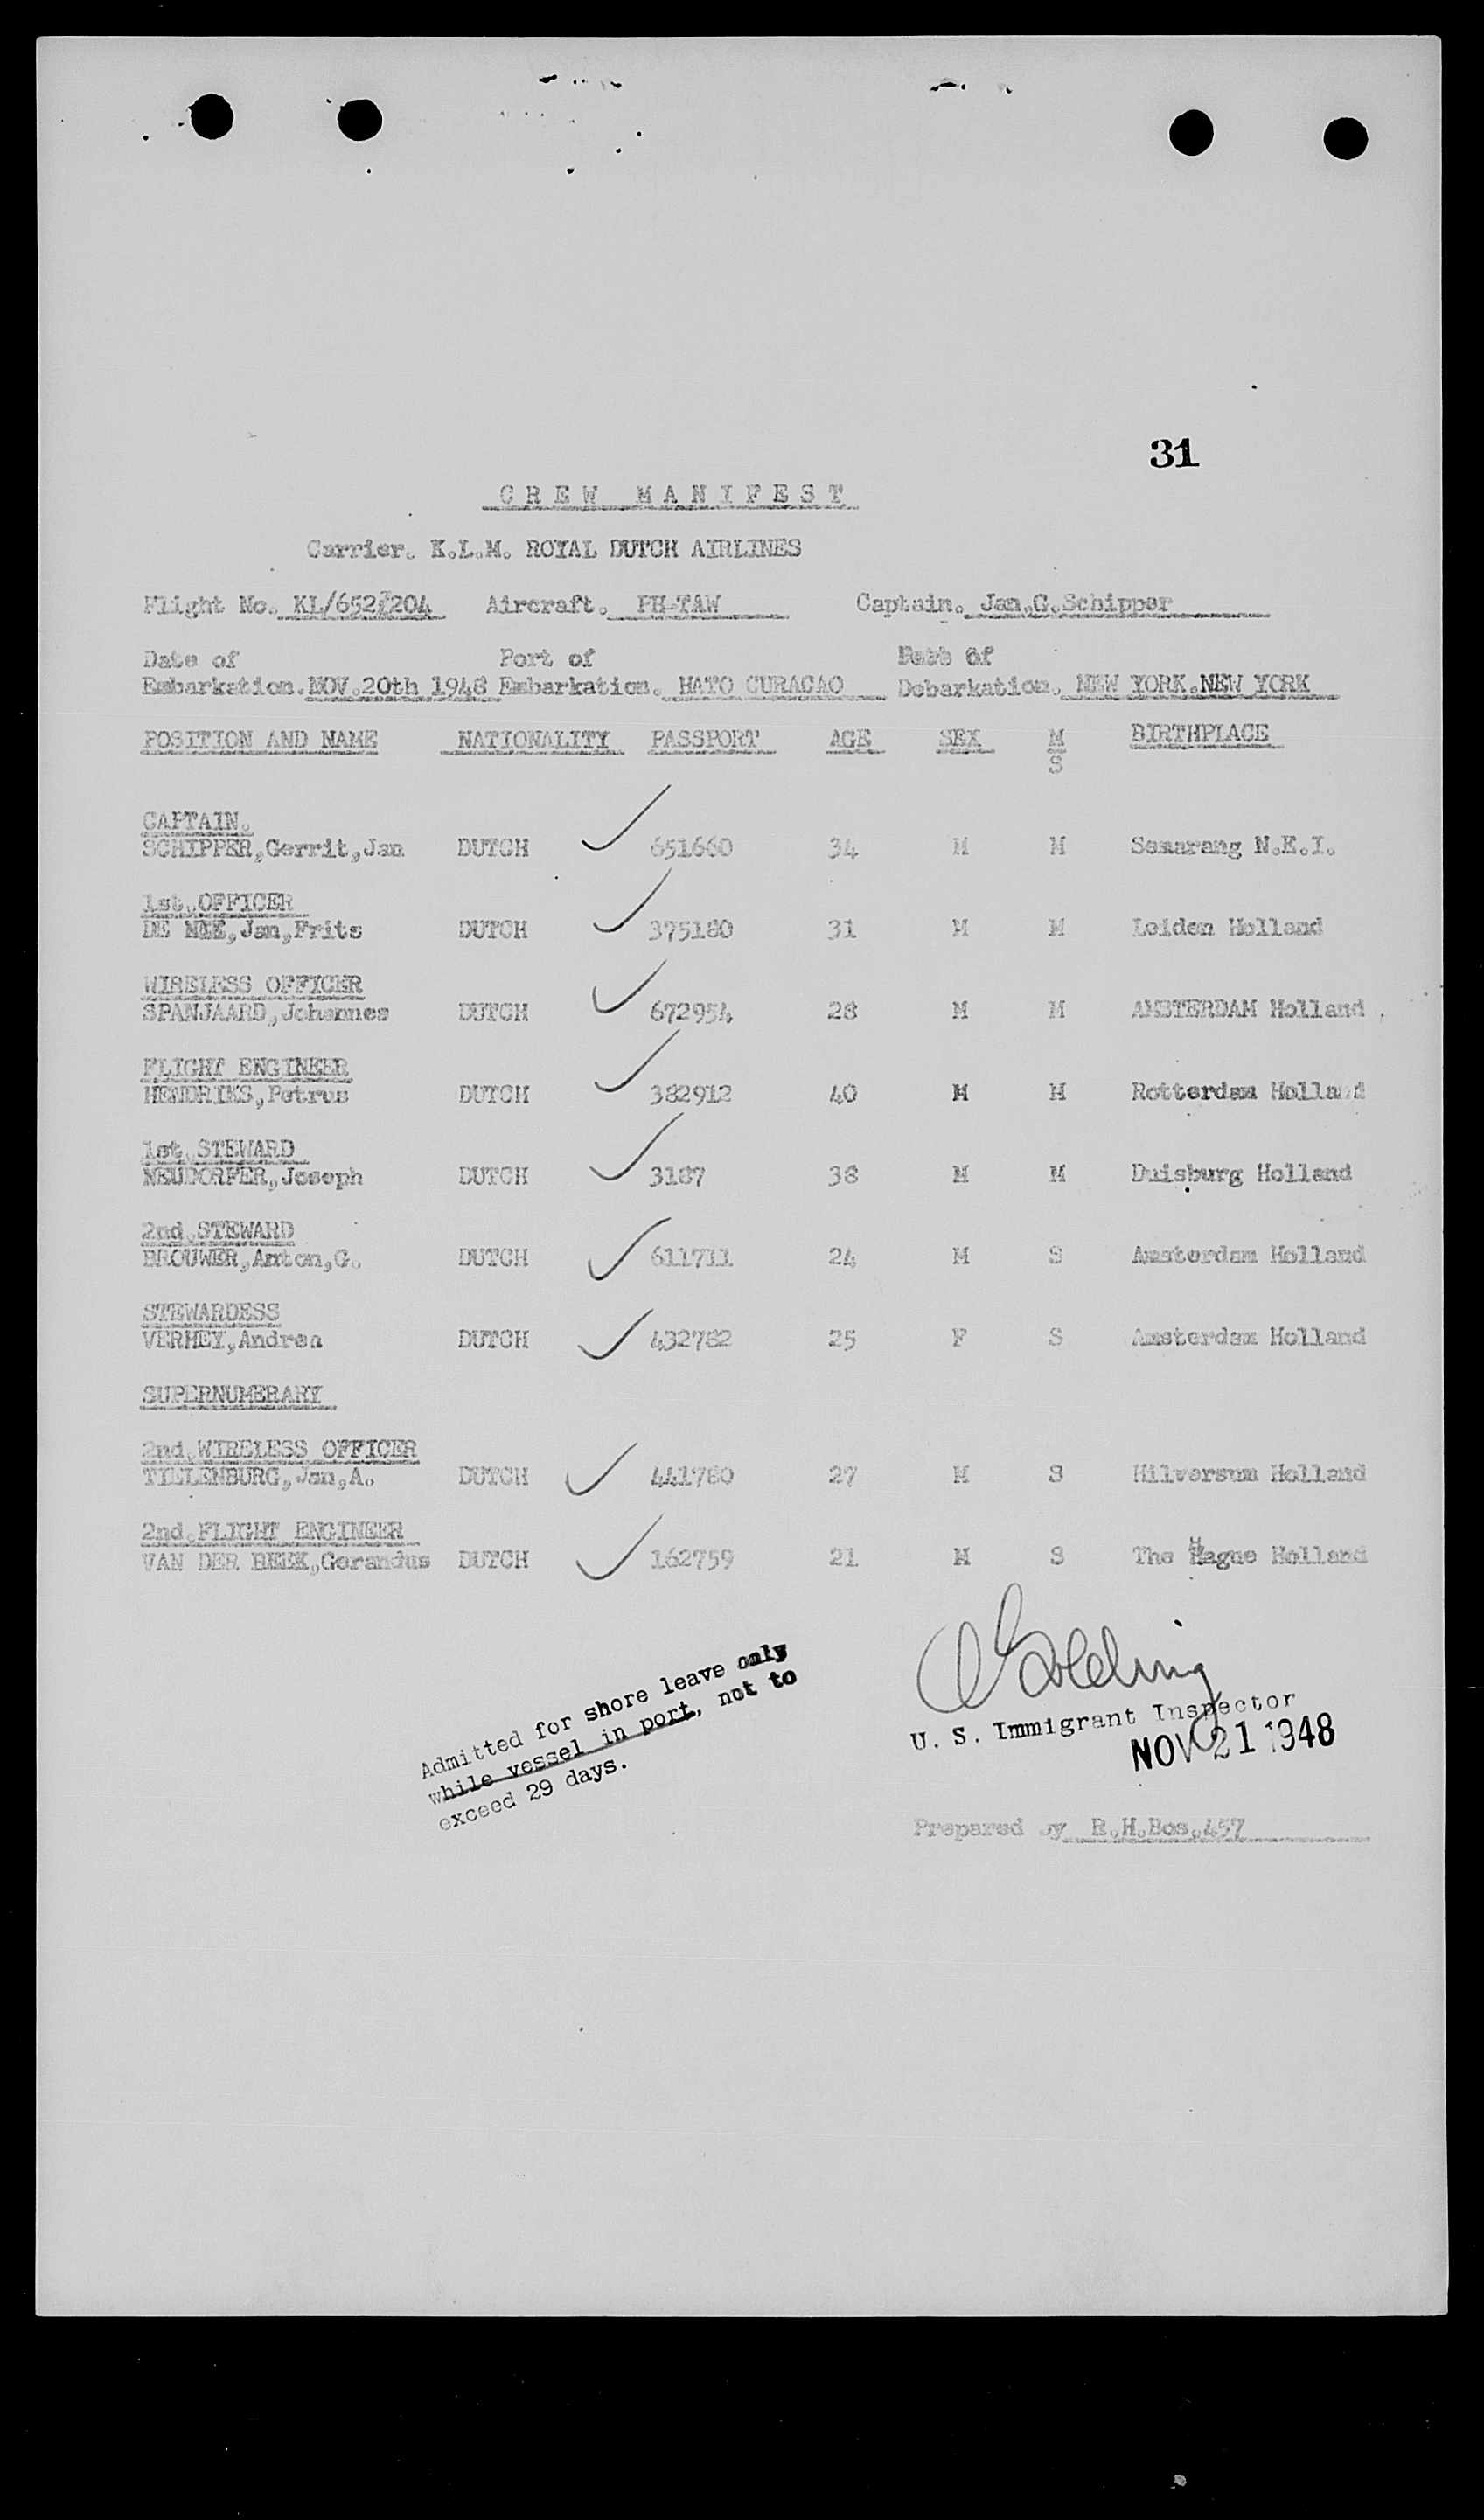 31
CREW MANIFEST
Carrier. K.L.M. ROYAL DUTCH AIRLINES
Flight No. KL/652/204 Aircraft. PH-TAW Captain. Jan,G.Schipper
Date of Port of of
Embarkation. NOV.20th 1948 Embarkation. HATO CURACAO Debarkation. NEW YORK.NEW YORK
POSITION AND NAME NATIONALITY PASSPORT AGE SEX M BIRTHPLACE
S
CAPTAIN.
SCHIPPER,Gerrit,Jan DUTCH 651660 34 M M Semarang N.E.I.
1st.OFFICER
DE MEE,Jan,Frits DUTCH 375180 31 M M Leiden Holland
WIRELESS OFFICER
SPANJAARD,Johannes DUTCH 672954 28 M M AMSTERDAM Holland
FLIGHT ENGINEER
HENDRIKS,Petrus DUTCH 382912 40 M M Rotterdam Holland
1st.STEWARD
NEUDORFER,Joseph DUTCH 3187 38 M M Duisburg Holland
2nd.STEWARD
BROUWER,Anton,G. DUTCH 611711 24 M S Amsterdam Holland
STEWARDESS
VERHEY,Andrea DUTCH 432782 25 F S Amsterdam Holland
SUPERNUMERARY
2nd.WIRELESS OFFICER
TIELENBURG,Jan,A. DUTCH 441780 27 M S Hilversum Holland
2nd.FLIGHT ENGINEER
VAN DER BEEK,Gerandus DUTCH 162759 21 M S The Hague Holland
Admitted for shore leave only
while vessel in port, not to
exceed 29 days.
Golding
U. S. Immigrant Inspector
NOV 21 1948
Prepared by R.H.Bos.457